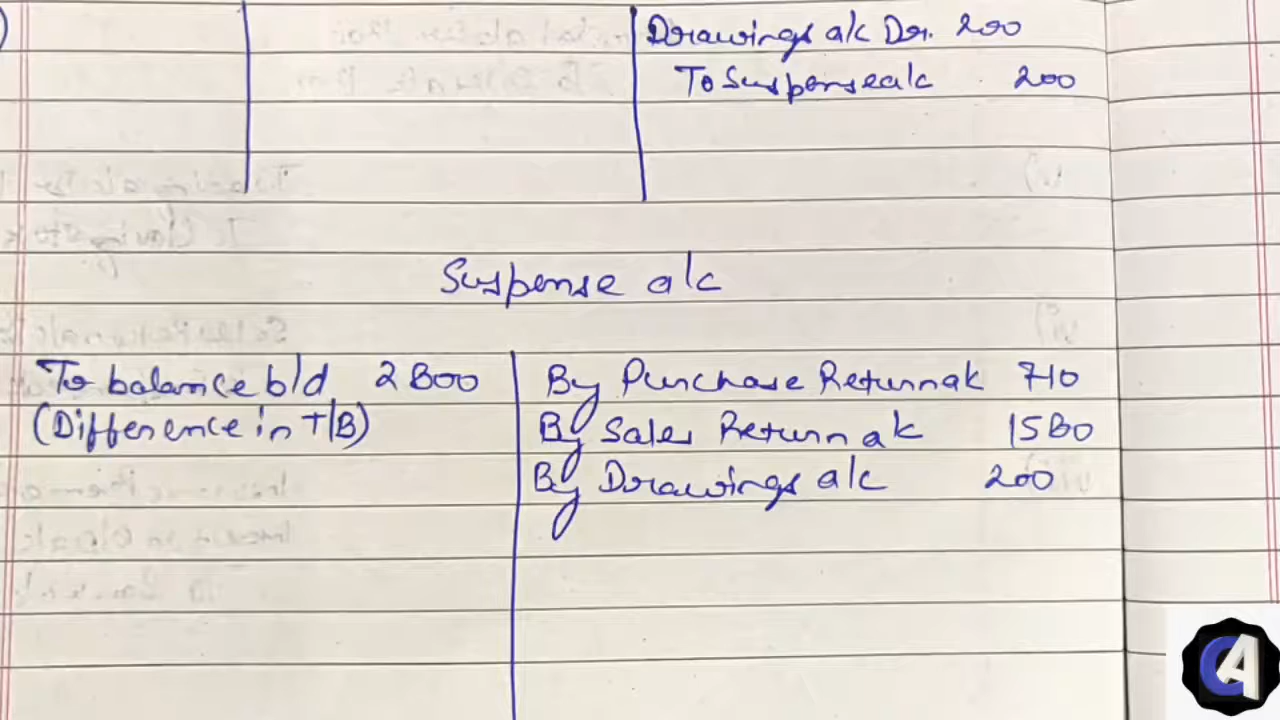 Drawings a/c Dr. 200
To Suspense a/c 200
Suspense a/c
To balance b/d 2800
(Difference in T/B)
By Purchase Return a/c 710
By Sales Return a/c 1580
By Drawings a/c 200
CA